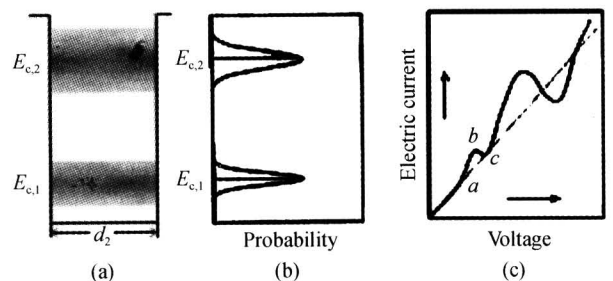 E_c,2
E_c,1
d_2
(a)
E_c,2
E_c,1
Probability
(b)
Electric current
b
c
a
Voltage
(c)